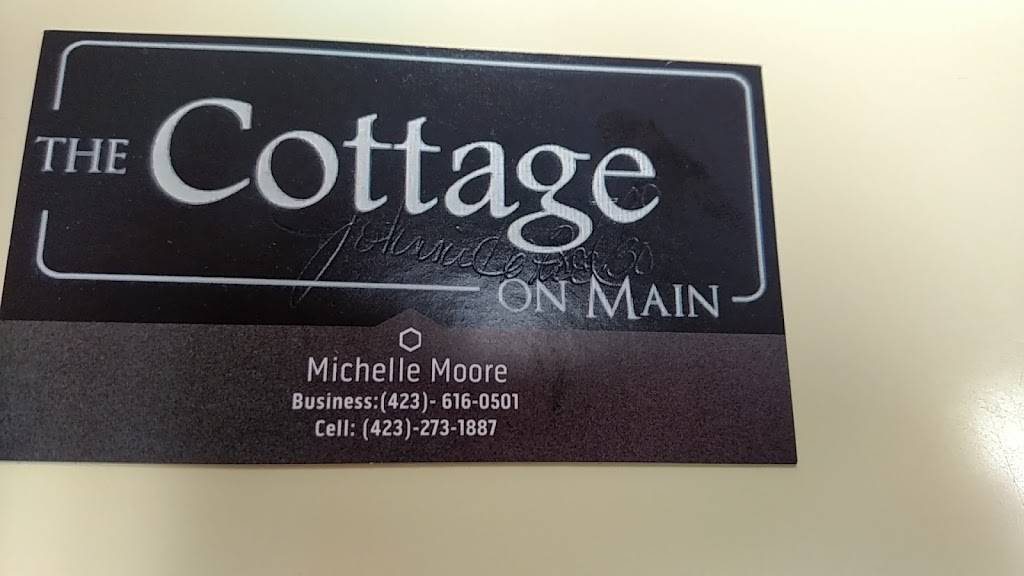 THE Cottage
ON MAIN
Michelle Moore
Business:(423)- 616-0501
Cell: (423)-273-1887